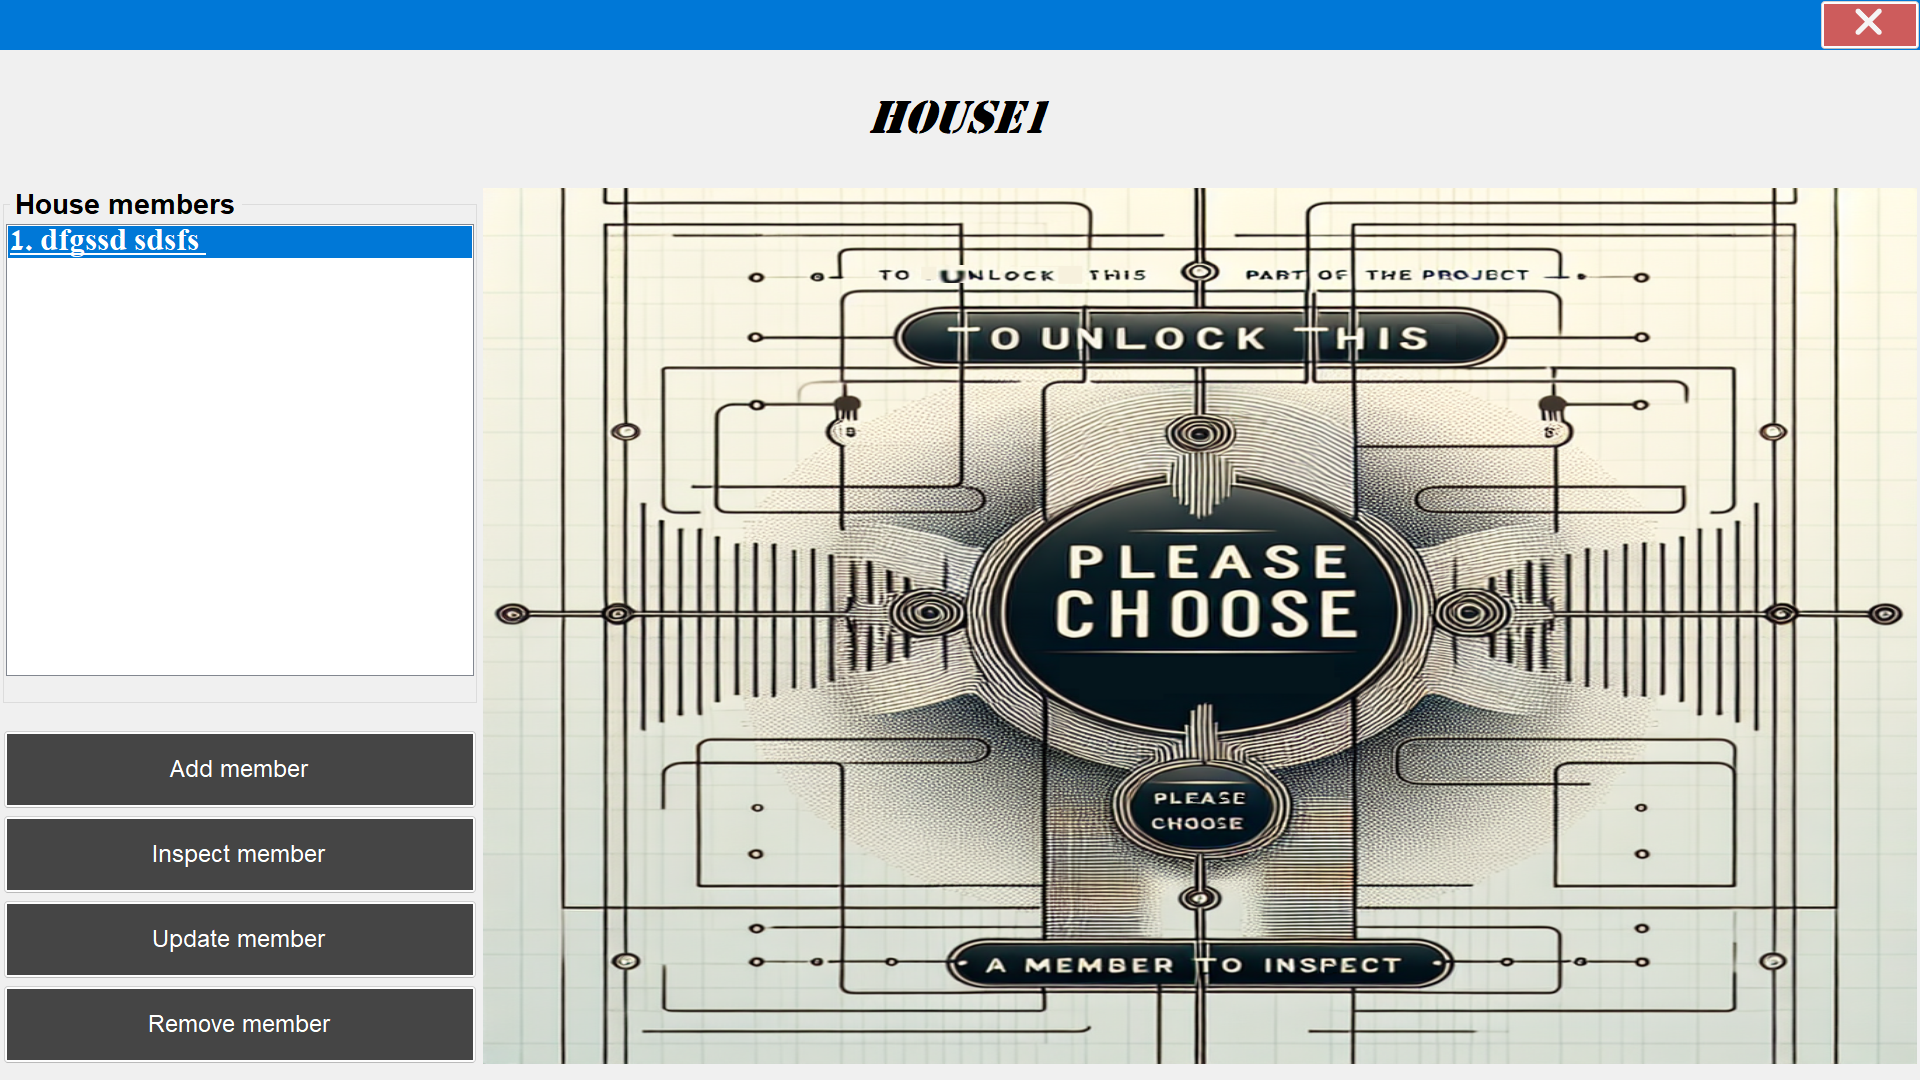 HOUSE1
House members
1. dfgssd sdsfs
TO UNLOCK THIS PART OF THE PROJECT
TO UNLOCK THIS
PLEASE
CHOOSE
PLEASE
CHOOSE
A MEMBER TO INSPECT
Add member
Inspect member
Update member
Remove member